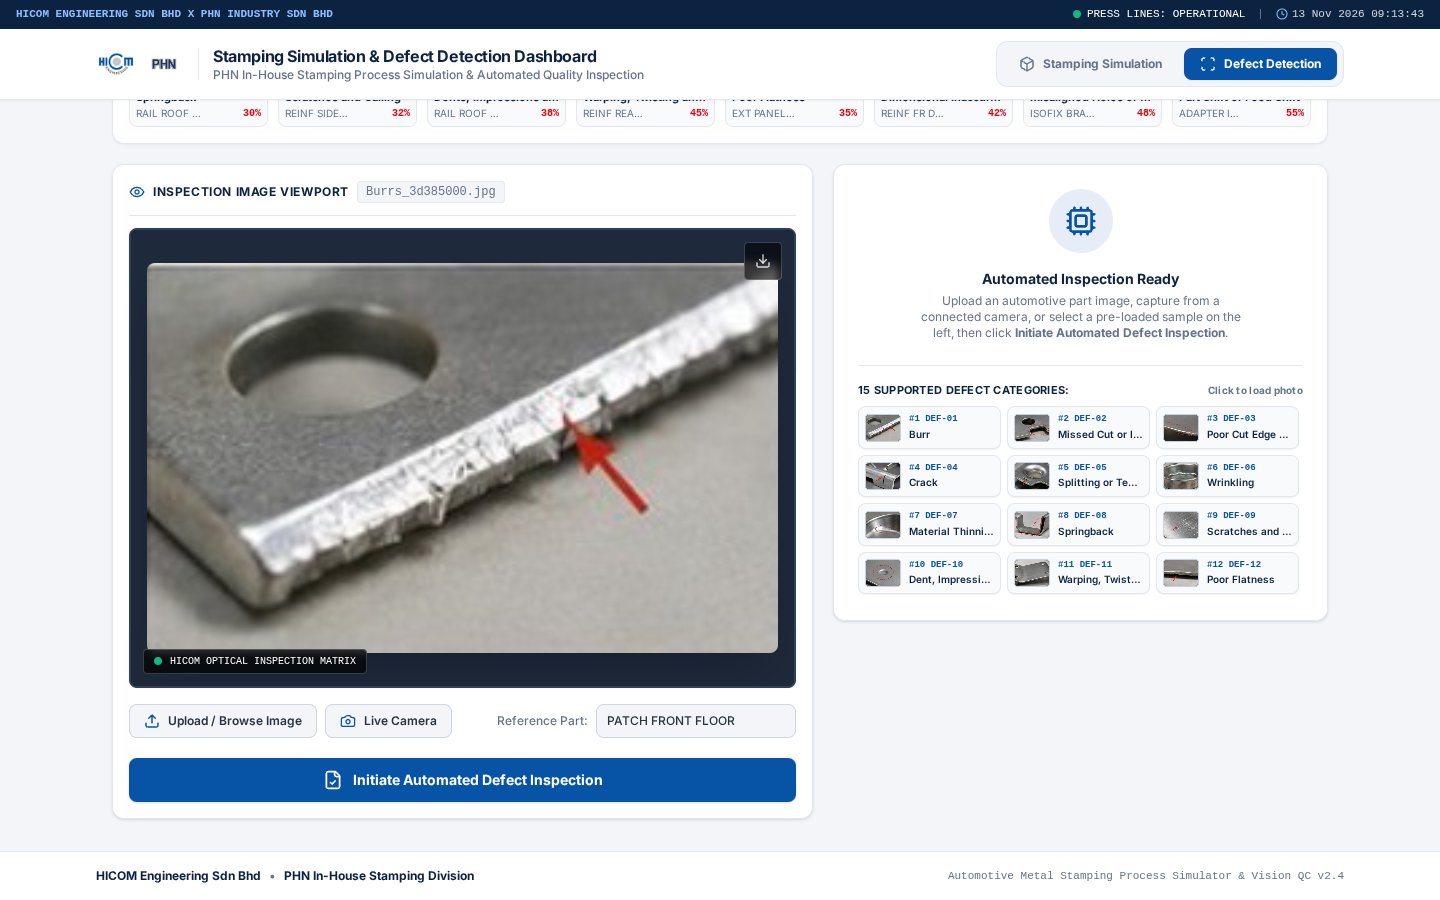 HICOM ENGINEERING SDN BHD X PHN INDUSTRY SDN BHD
PRESS LINES: OPERATIONAL | 13 Nov 2026 09:13:43
HICOM
PHN
Stamping Simulation & Defect Detection Dashboard
PHN In-House Stamping Process Simulation & Automated Quality Inspection
Stamping Simulation
Defect Detection
RAIL ROOF ... 30%
REINF SIDE... 32%
RAIL ROOF ... 38%
REINF REA... 45%
EXT PANEL... 35%
REINF FR D... 42%
ISOFIX BRA... 48%
ADAPTER I... 55%
INSPECTION IMAGE VIEWPORT Burrs_3d385000.jpg
HICOM OPTICAL INSPECTION MATRIX
Upload / Browse Image
Live Camera
Reference Part: PATCH FRONT FLOOR
Initiate Automated Defect Inspection
Automated Inspection Ready
Upload an automotive part image, capture from a
connected camera, or select a pre-loaded sample on the
left, then click Initiate Automated Defect Inspection.
15 SUPPORTED DEFECT CATEGORIES: Click to load photo
#1 DEF-01
Burr
#2 DEF-02
Missed Cut or I...
#3 DEF-03
Poor Cut Edge ...
#4 DEF-04
Crack
#5 DEF-05
Splitting or Te...
#6 DEF-06
Wrinkling
#7 DEF-07
Material Thinni...
#8 DEF-08
Springback
#9 DEF-09
Scratches and ...
#10 DEF-10
Dent, Impressi...
#11 DEF-11
Warping, Twist...
#12 DEF-12
Poor Flatness
HICOM Engineering Sdn Bhd • PHN In-House Stamping Division
Automotive Metal Stamping Process Simulator & Vision QC v2.4